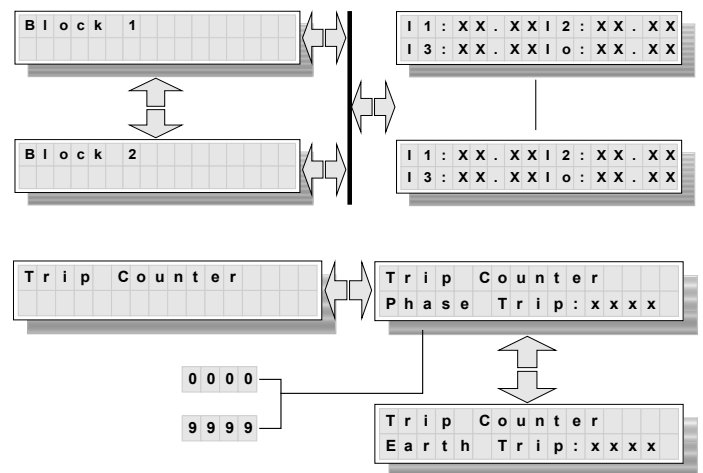 Block 1
I1:XX.XXI2:XX.XX
I3:XX.XXIo:XX.XX
Block 2
I1:XX.XXI2:XX.XX
I3:XX.XXIo:XX.XX
Trip Counter
Trip Counter
Phase Trip:xxxx
0000
9999
Trip Counter
Earth Trip:xxxx